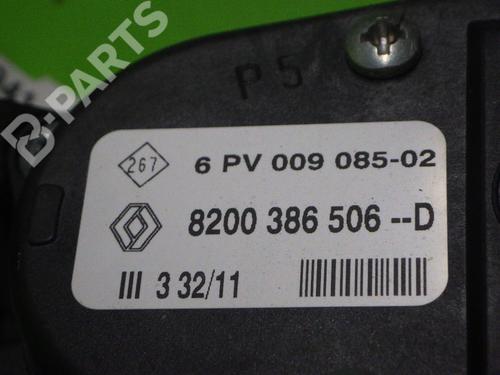 B-PARTS
P5
267 6 PV 009 085-02
8200 386 506 --D
III 3 32/11